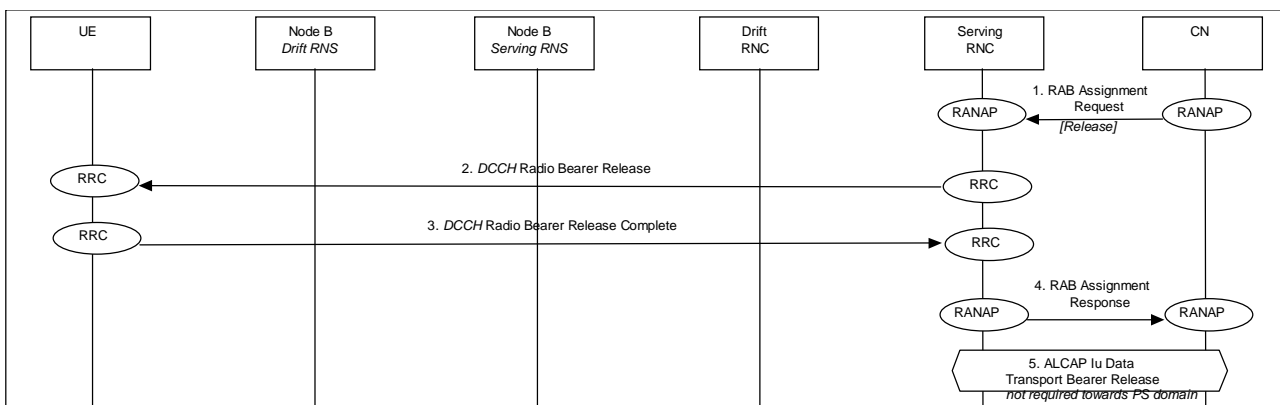 UE
Node B
Drift RNS
Node B
Serving RNS
Drift
RNC
Serving
RNC
CN
1. RAB Assignment
Request
[Release]
RANAP
RANAP
2. DCCH Radio Bearer Release
RRC
RRC
3. DCCH Radio Bearer Release Complete
RRC
RRC
4. RAB Assignment
Response
RANAP
RANAP
5. ALCAP Iu Data
Transport Bearer Release
not required towards PS domain